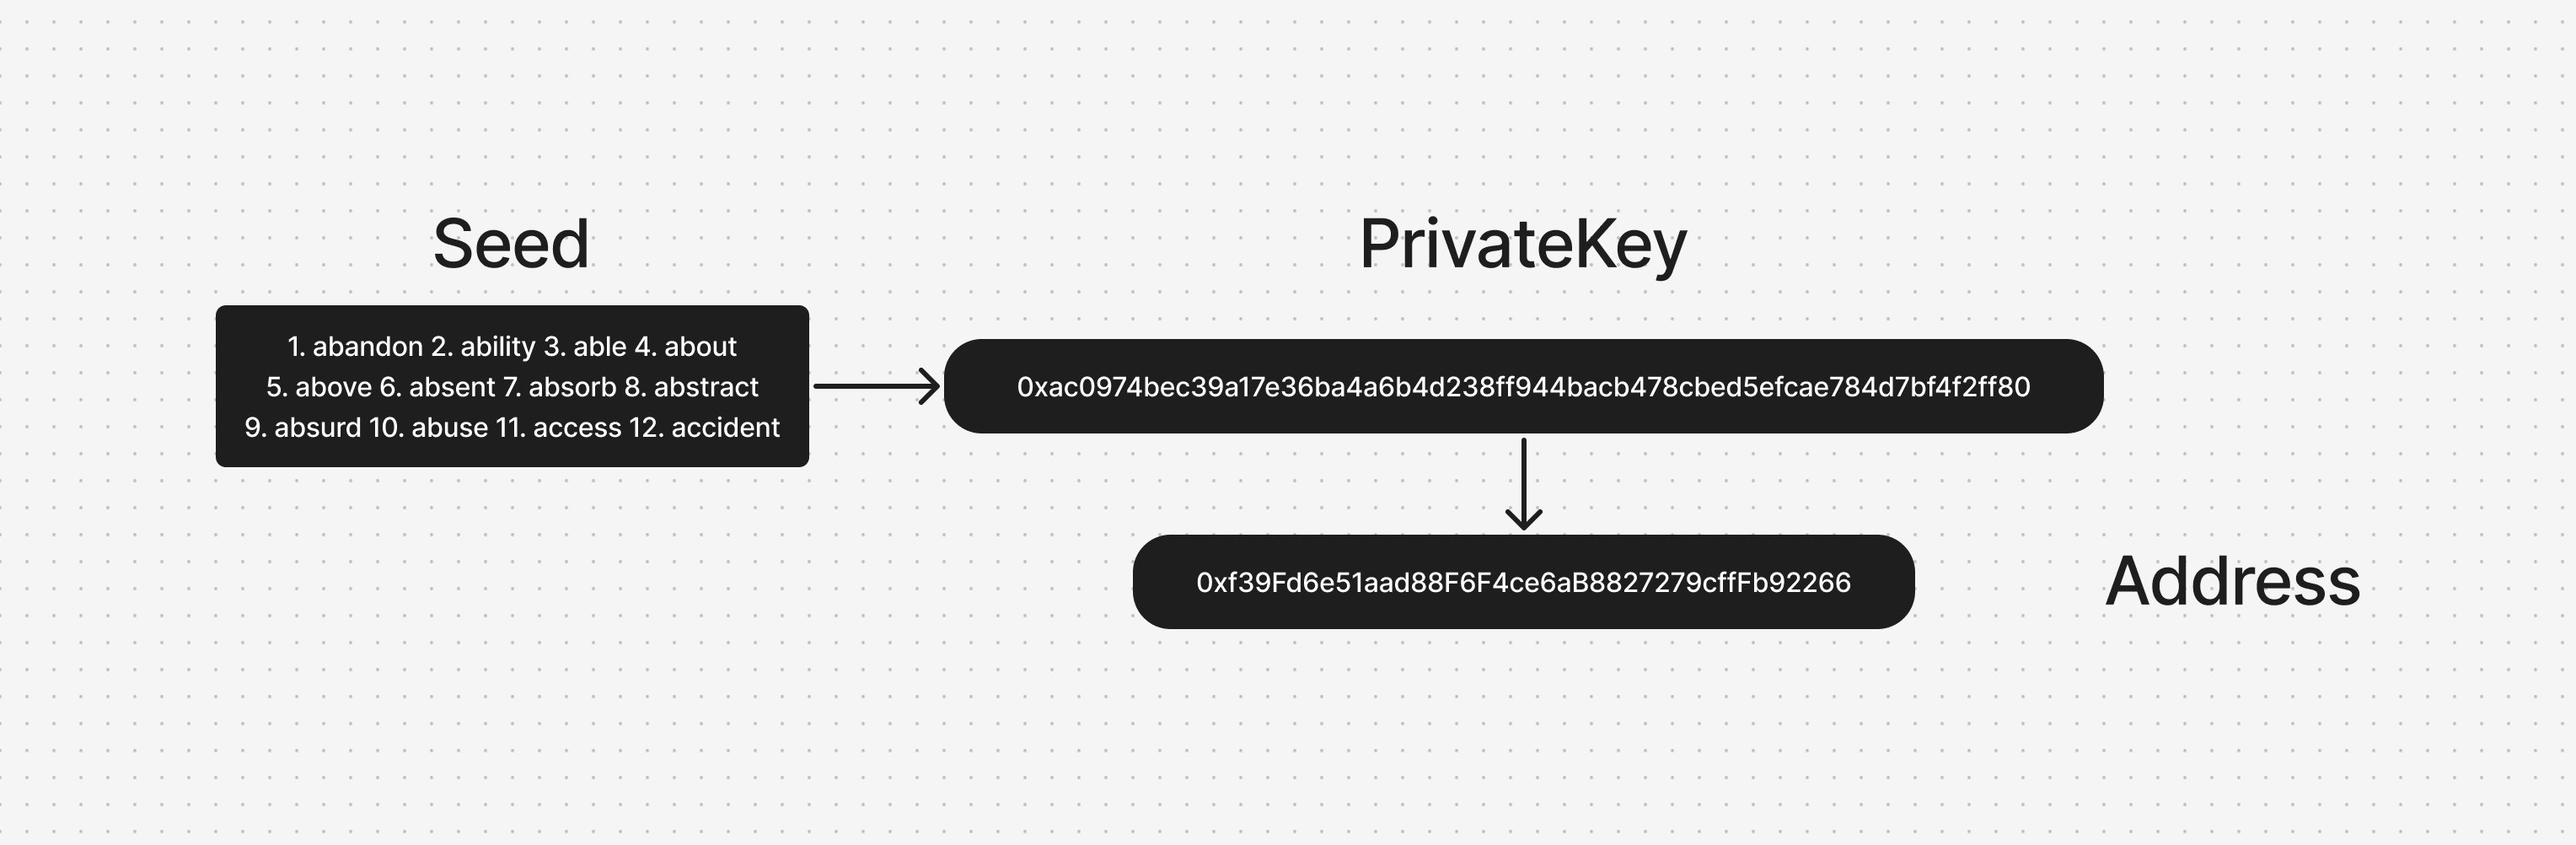 Seed
1. abandon 2. ability 3. able 4. about
5. above 6. absent 7. absorb 8. abstract
9. absurd 10. abuse 11. access 12. accident
PrivateKey
0xac0974bec39a17e36ba4a6b4d238ff944bacb478cbed5efcae784d7bf4f2ff80
0xf39Fd6e51aad88F6F4ce6aB8827279cffFb92266
Address